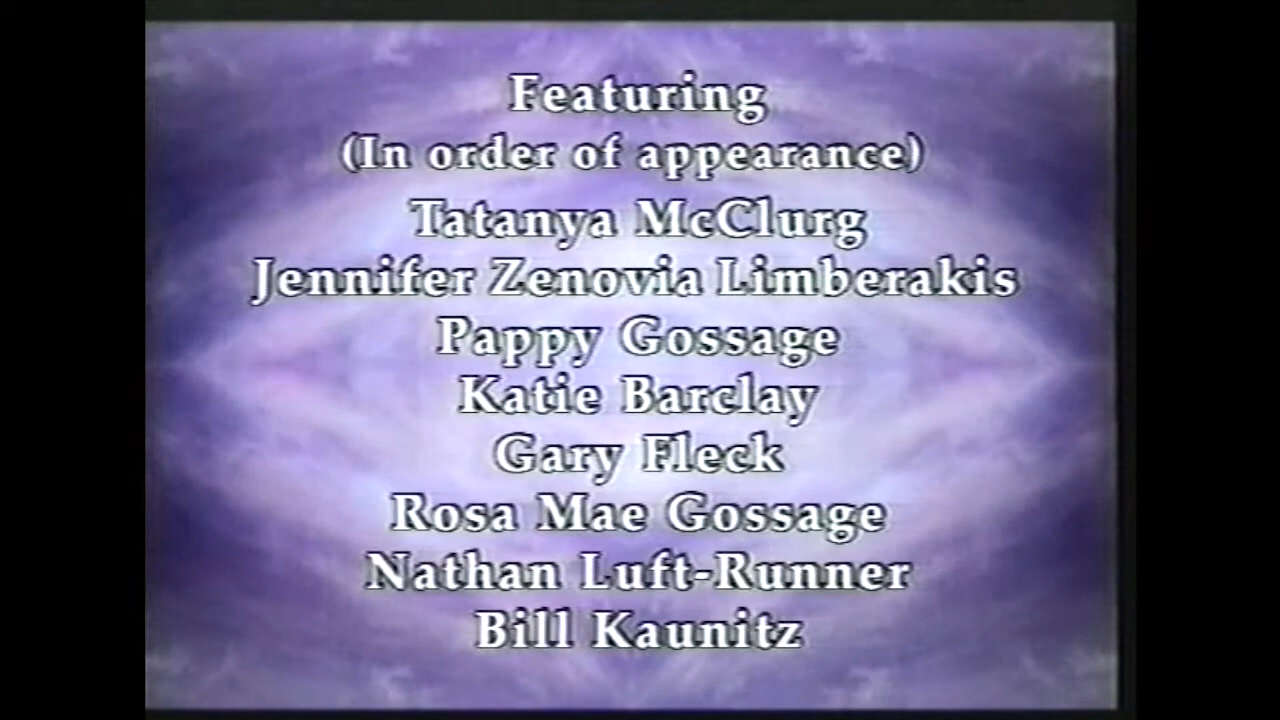 Featuring
(In order of appearance)
Tatanya McClurg
Jennifer Zenovia Limberakis
Pappy Gossage
Katie Barclay
Gary Fleck
Rosa Mae Gossage
Nathan Luft-Runner
Bill Kaunitz